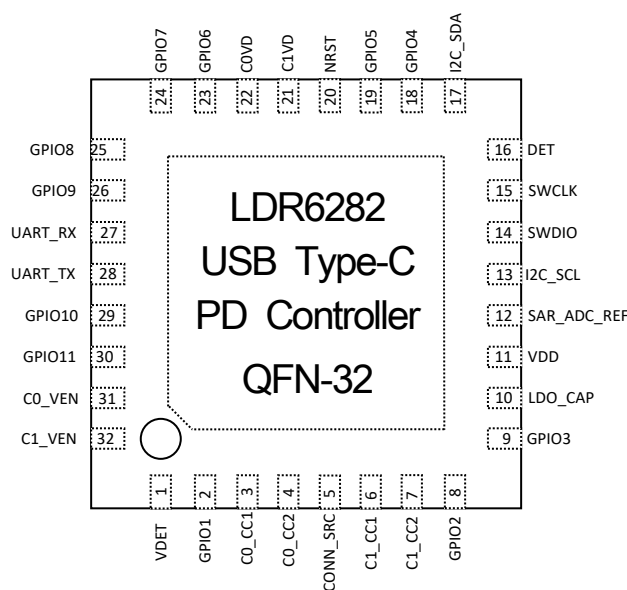 GPIO7 GPIO6 C0VD C1VD NRST GPIO5 GPIO4 I2C_SDA
24 23 22 21 20 19 18 17
GPIO8 25
GPIO9 26
UART_RX 27
UART_TX 28
GPIO10 29
GPIO11 30
C0_VEN 31
C1_VEN 32
LDR6282
USB Type-C
PD Controller
QFN-32
16 DET
15 SWCLK
14 SWDIO
13 I2C_SCL
12 SAR_ADC_REF
11 VDD
10 LDO_CAP
9 GPIO3
1 2 3 4 5 6 7 8
VDET GPIO1 C0_CC1 C0_CC2 CONN_SRC C1_CC1 C1_CC2 GPIO2